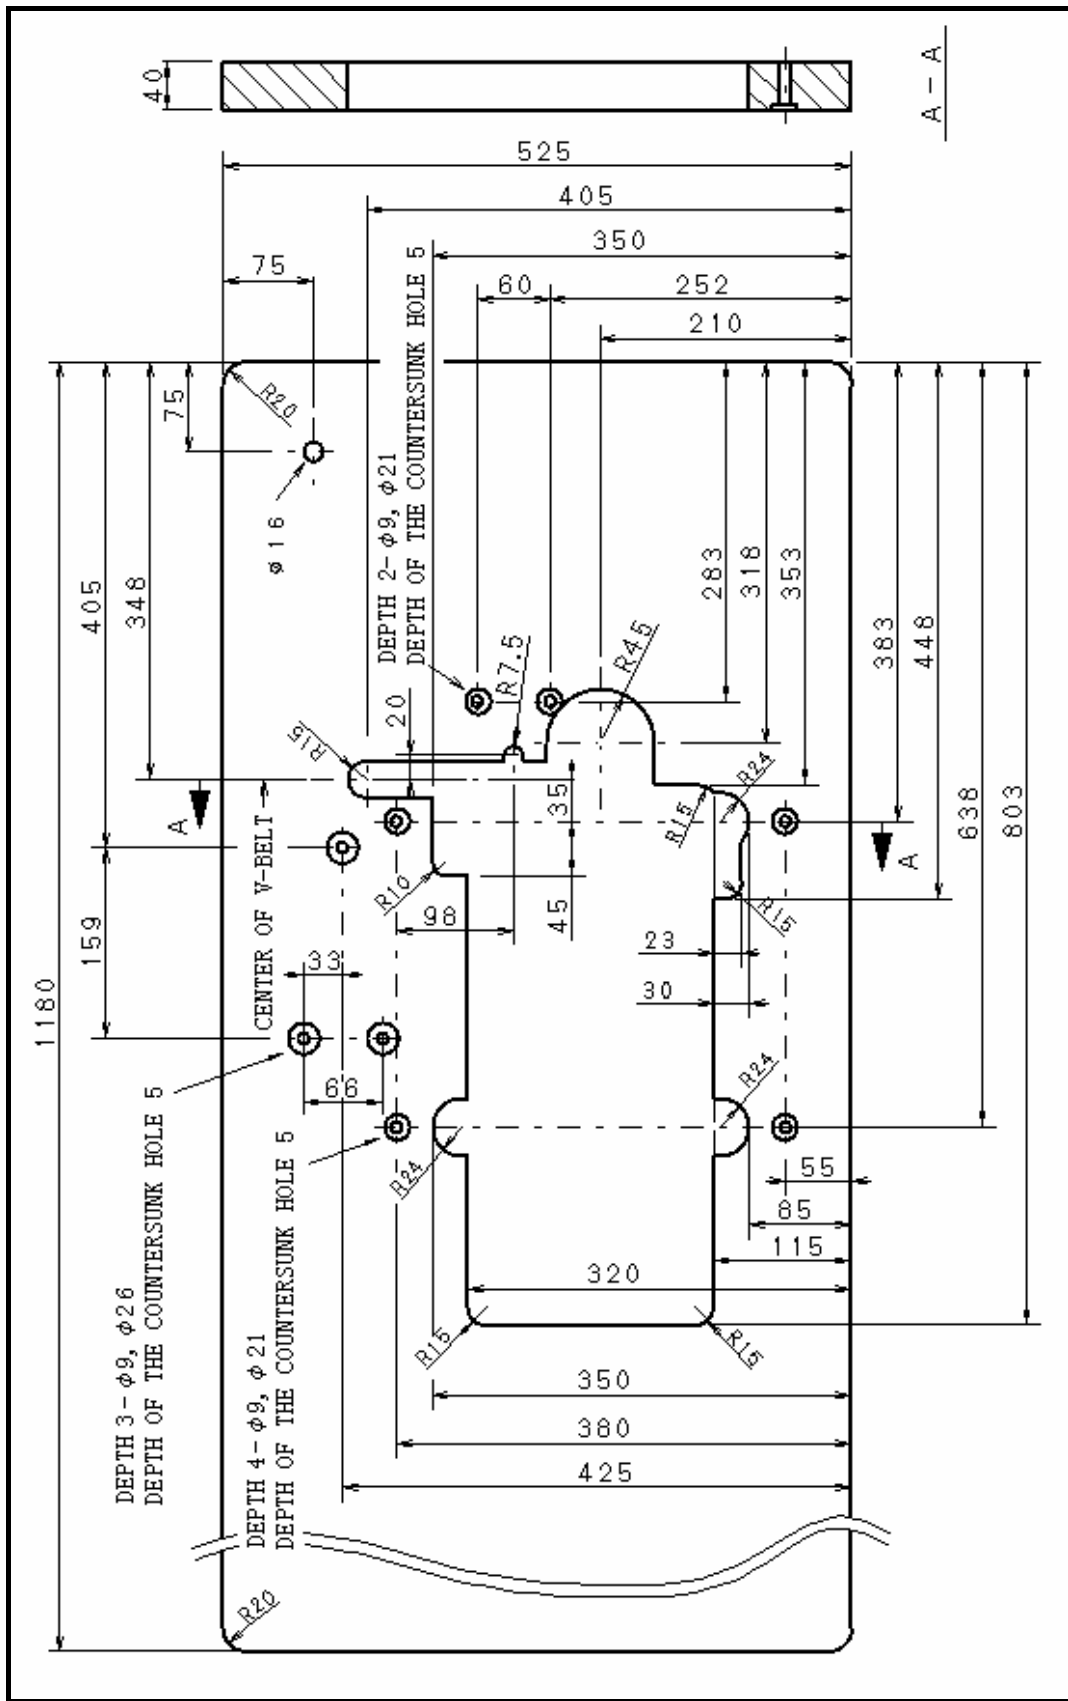 40
A-A
525
405
350
75
60
252
210
DEPTH 2-φ9, φ21
DEPTH OF THE COUNTERSUNK HOLE 5
R20
75
φ16
405
348
283
318
353
383
448
638
803
R7.5
R45
20
R15
35
R24
R15
A
A
R10
45
98
R15
CENTER OF V-BELT
159
33
23
30
1180
66
R24
R24
55
85
115
320
DEPTH 3-φ9, φ26
DEPTH OF THE COUNTERSUNK HOLE 5
DEPTH 4-φ9, φ21
DEPTH OF THE COUNTERSUNK HOLE 5
R15
R15
350
380
425
R20